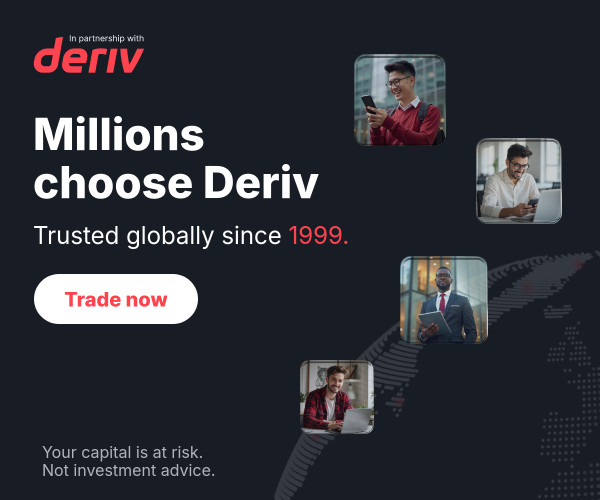 In partnership with
deriv
Millions
choose Deriv
Trusted globally since 1999.
Trade now
Your capital is at risk.
Not investment advice.